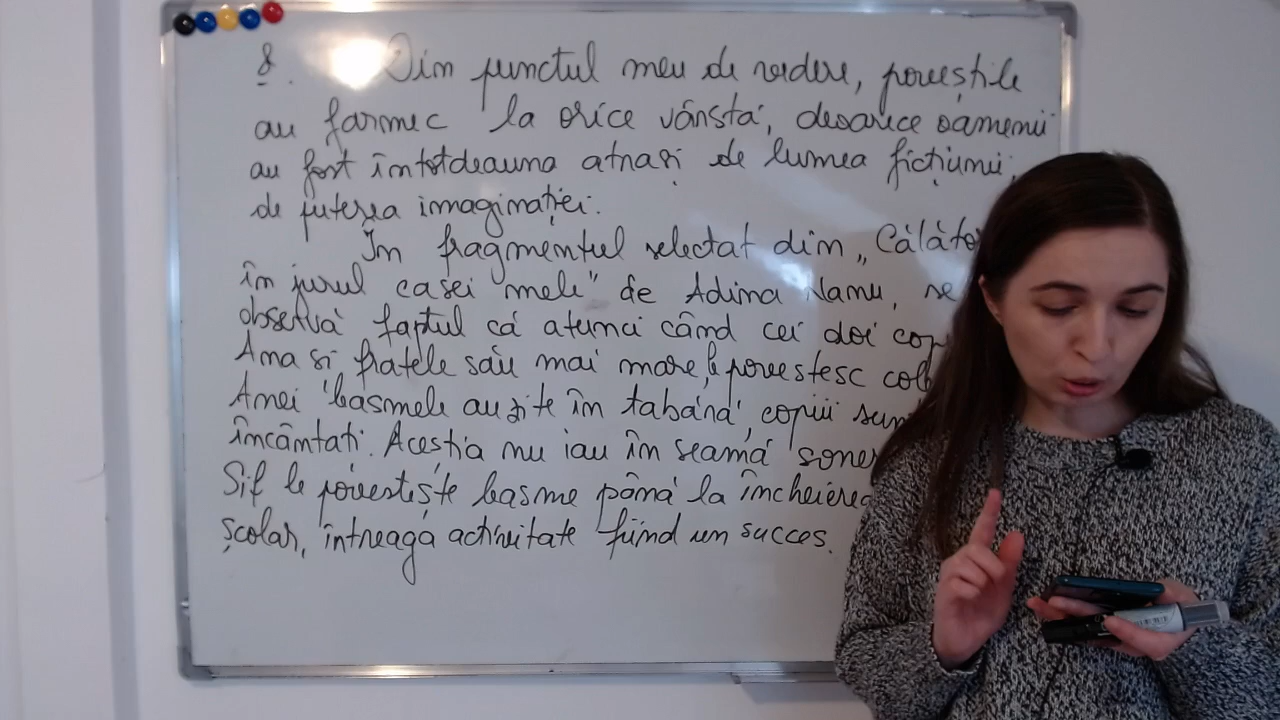 8. Din punctul meu de vedere, poveștile
au farmec la orice vârstă, deoarece oamenii
au fost întotdeauna atrași de lumea ficțiunii,
de puterea imaginației.
În fragmentul selectat din „Călăto
în jurul casei mele" de Adina Nanu, se
observă faptul că atunci când cei doi cop
Ana și fratele său mai mare, le povestesc col
Anei basmele auzite în tabără, copiii sun
încântați. Aceștia nu iau în seamă soner
Sif le povestește basme până la încheierea
școlar, întreagă activitate fiind un succes.